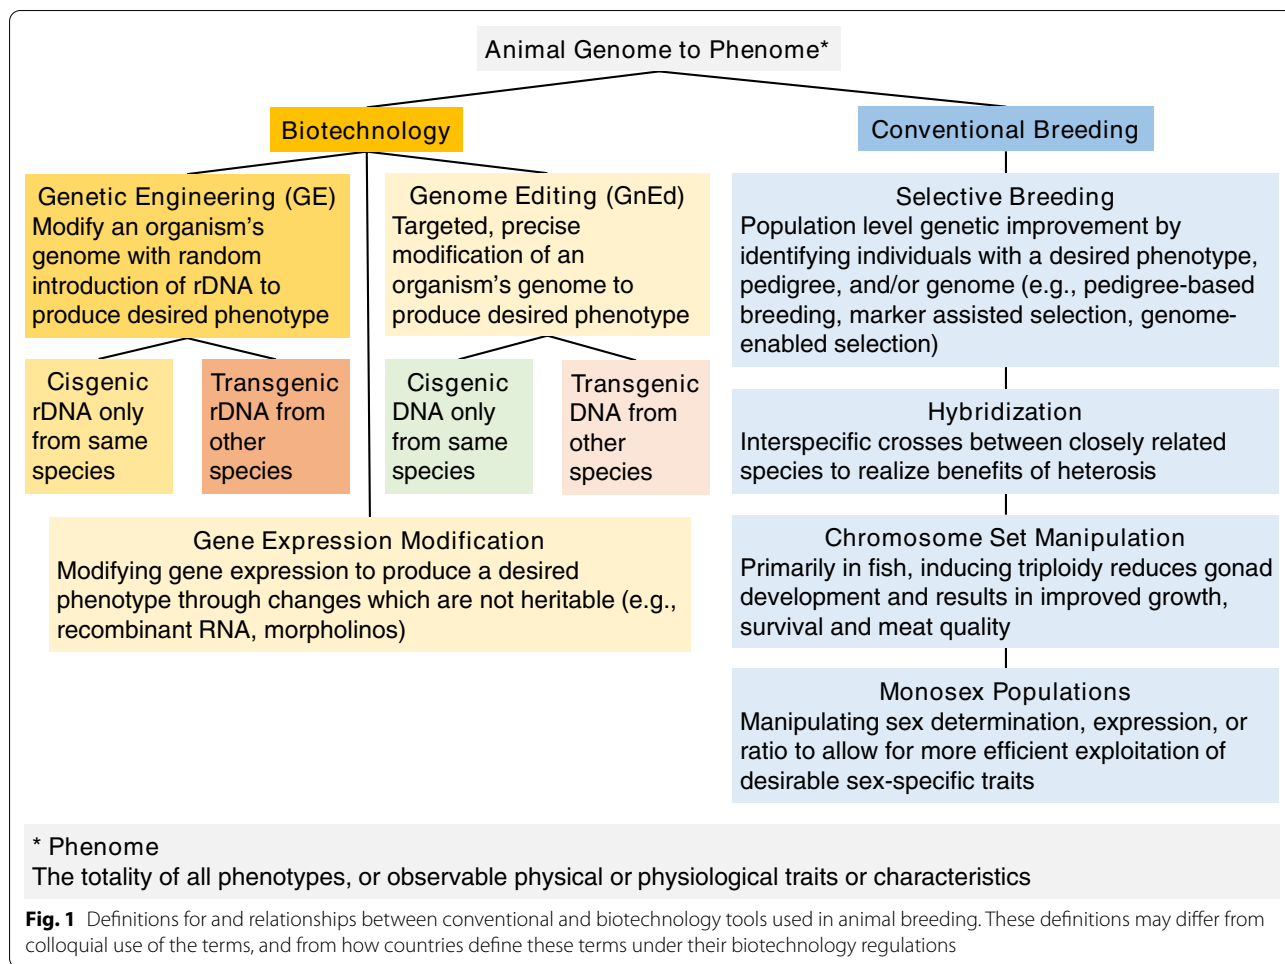 Animal Genome to Phenome*
Biotechnology
Conventional Breeding
Genetic Engineering (GE)
Modify an organism's
genome with random
introduction of rDNA to
produce desired phenotype
Genome Editing (GnEd)
Targeted, precise
modification of an
organism's genome to
produce desired phenotype
Cisgenic
rDNA only
from same
species
Transgenic
rDNA from
other
species
Cisgenic
DNA only
from same
species
Transgenic
DNA from
other
species
Gene Expression Modification
Modifying gene expression to produce a desired
phenotype through changes which are not heritable (e.g.,
recombinant RNA, morpholinos)
Selective Breeding
Population level genetic improvement by
identifying individuals with a desired phenotype,
pedigree, and/or genome (e.g., pedigree-based
breeding, marker assisted selection, genome-
enabled selection)
Hybridization
Interspecific crosses between closely related
species to realize benefits of heterosis
Chromosome Set Manipulation
Primarily in fish, inducing triploidy reduces gonad
development and results in improved growth,
survival and meat quality
Monosex Populations
Manipulating sex determination, expression, or
ratio to allow for more efficient exploitation of
desirable sex-specific traits
* Phenome
The totality of all phenotypes, or observable physical or physiological traits or characteristics
Fig. 1 Definitions for and relationships between conventional and biotechnology tools used in animal breeding. These definitions may differ from
colloquial use of the terms, and from how countries define these terms under their biotechnology regulations